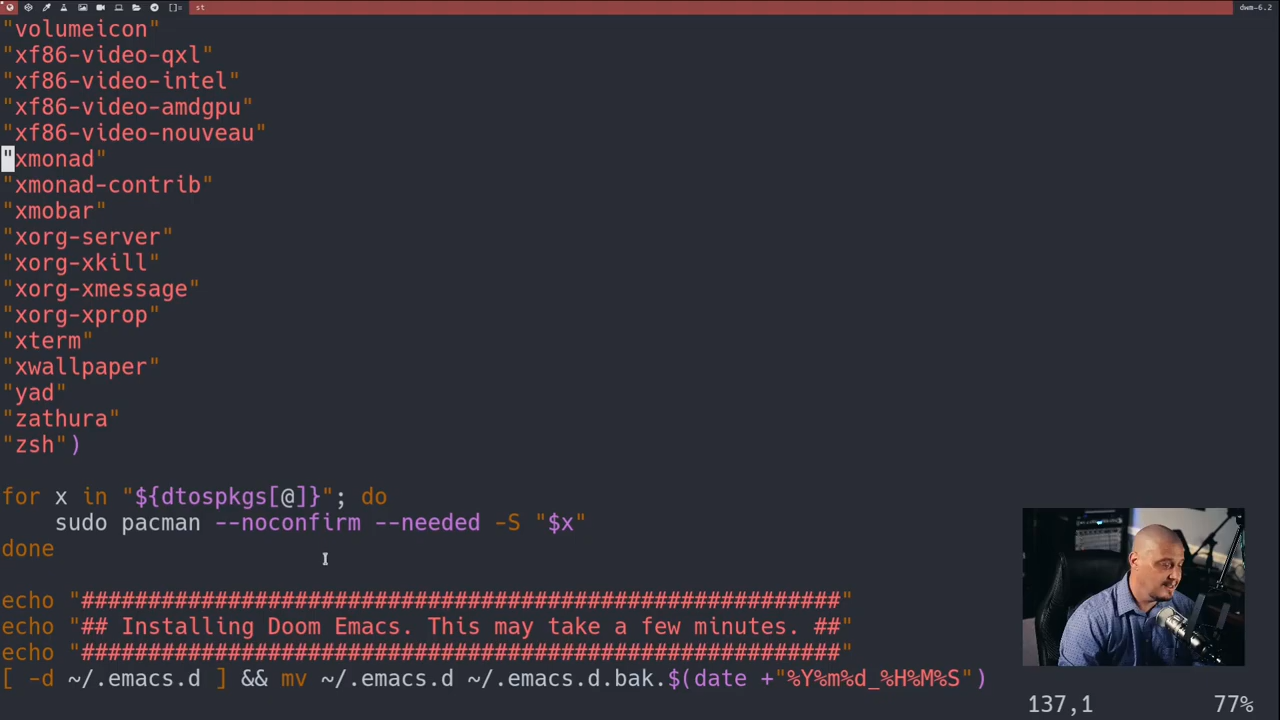 []= st dwm-6.2
"volumeicon"
"xf86-video-qxl"
"xf86-video-intel"
"xf86-video-amdgpu"
"xf86-video-nouveau"
"xmonad"
"xmonad-contrib"
"xmobar"
"xorg-server"
"xorg-xkill"
"xorg-xmessage"
"xorg-xprop"
"xterm"
"xwallpaper"
"yad"
"zathura"
"zsh")
for x in "${dtospkgs[@]}"; do
sudo pacman --noconfirm --needed -S "$x"
done
echo "#########################################################"
echo "## Installing Doom Emacs. This may take a few minutes. ##"
echo "#########################################################"
[ -d ~/.emacs.d ] && mv ~/.emacs.d ~/.emacs.d.bak.$(date +"%Y%m%d_%H%M%S")
137,1 77%